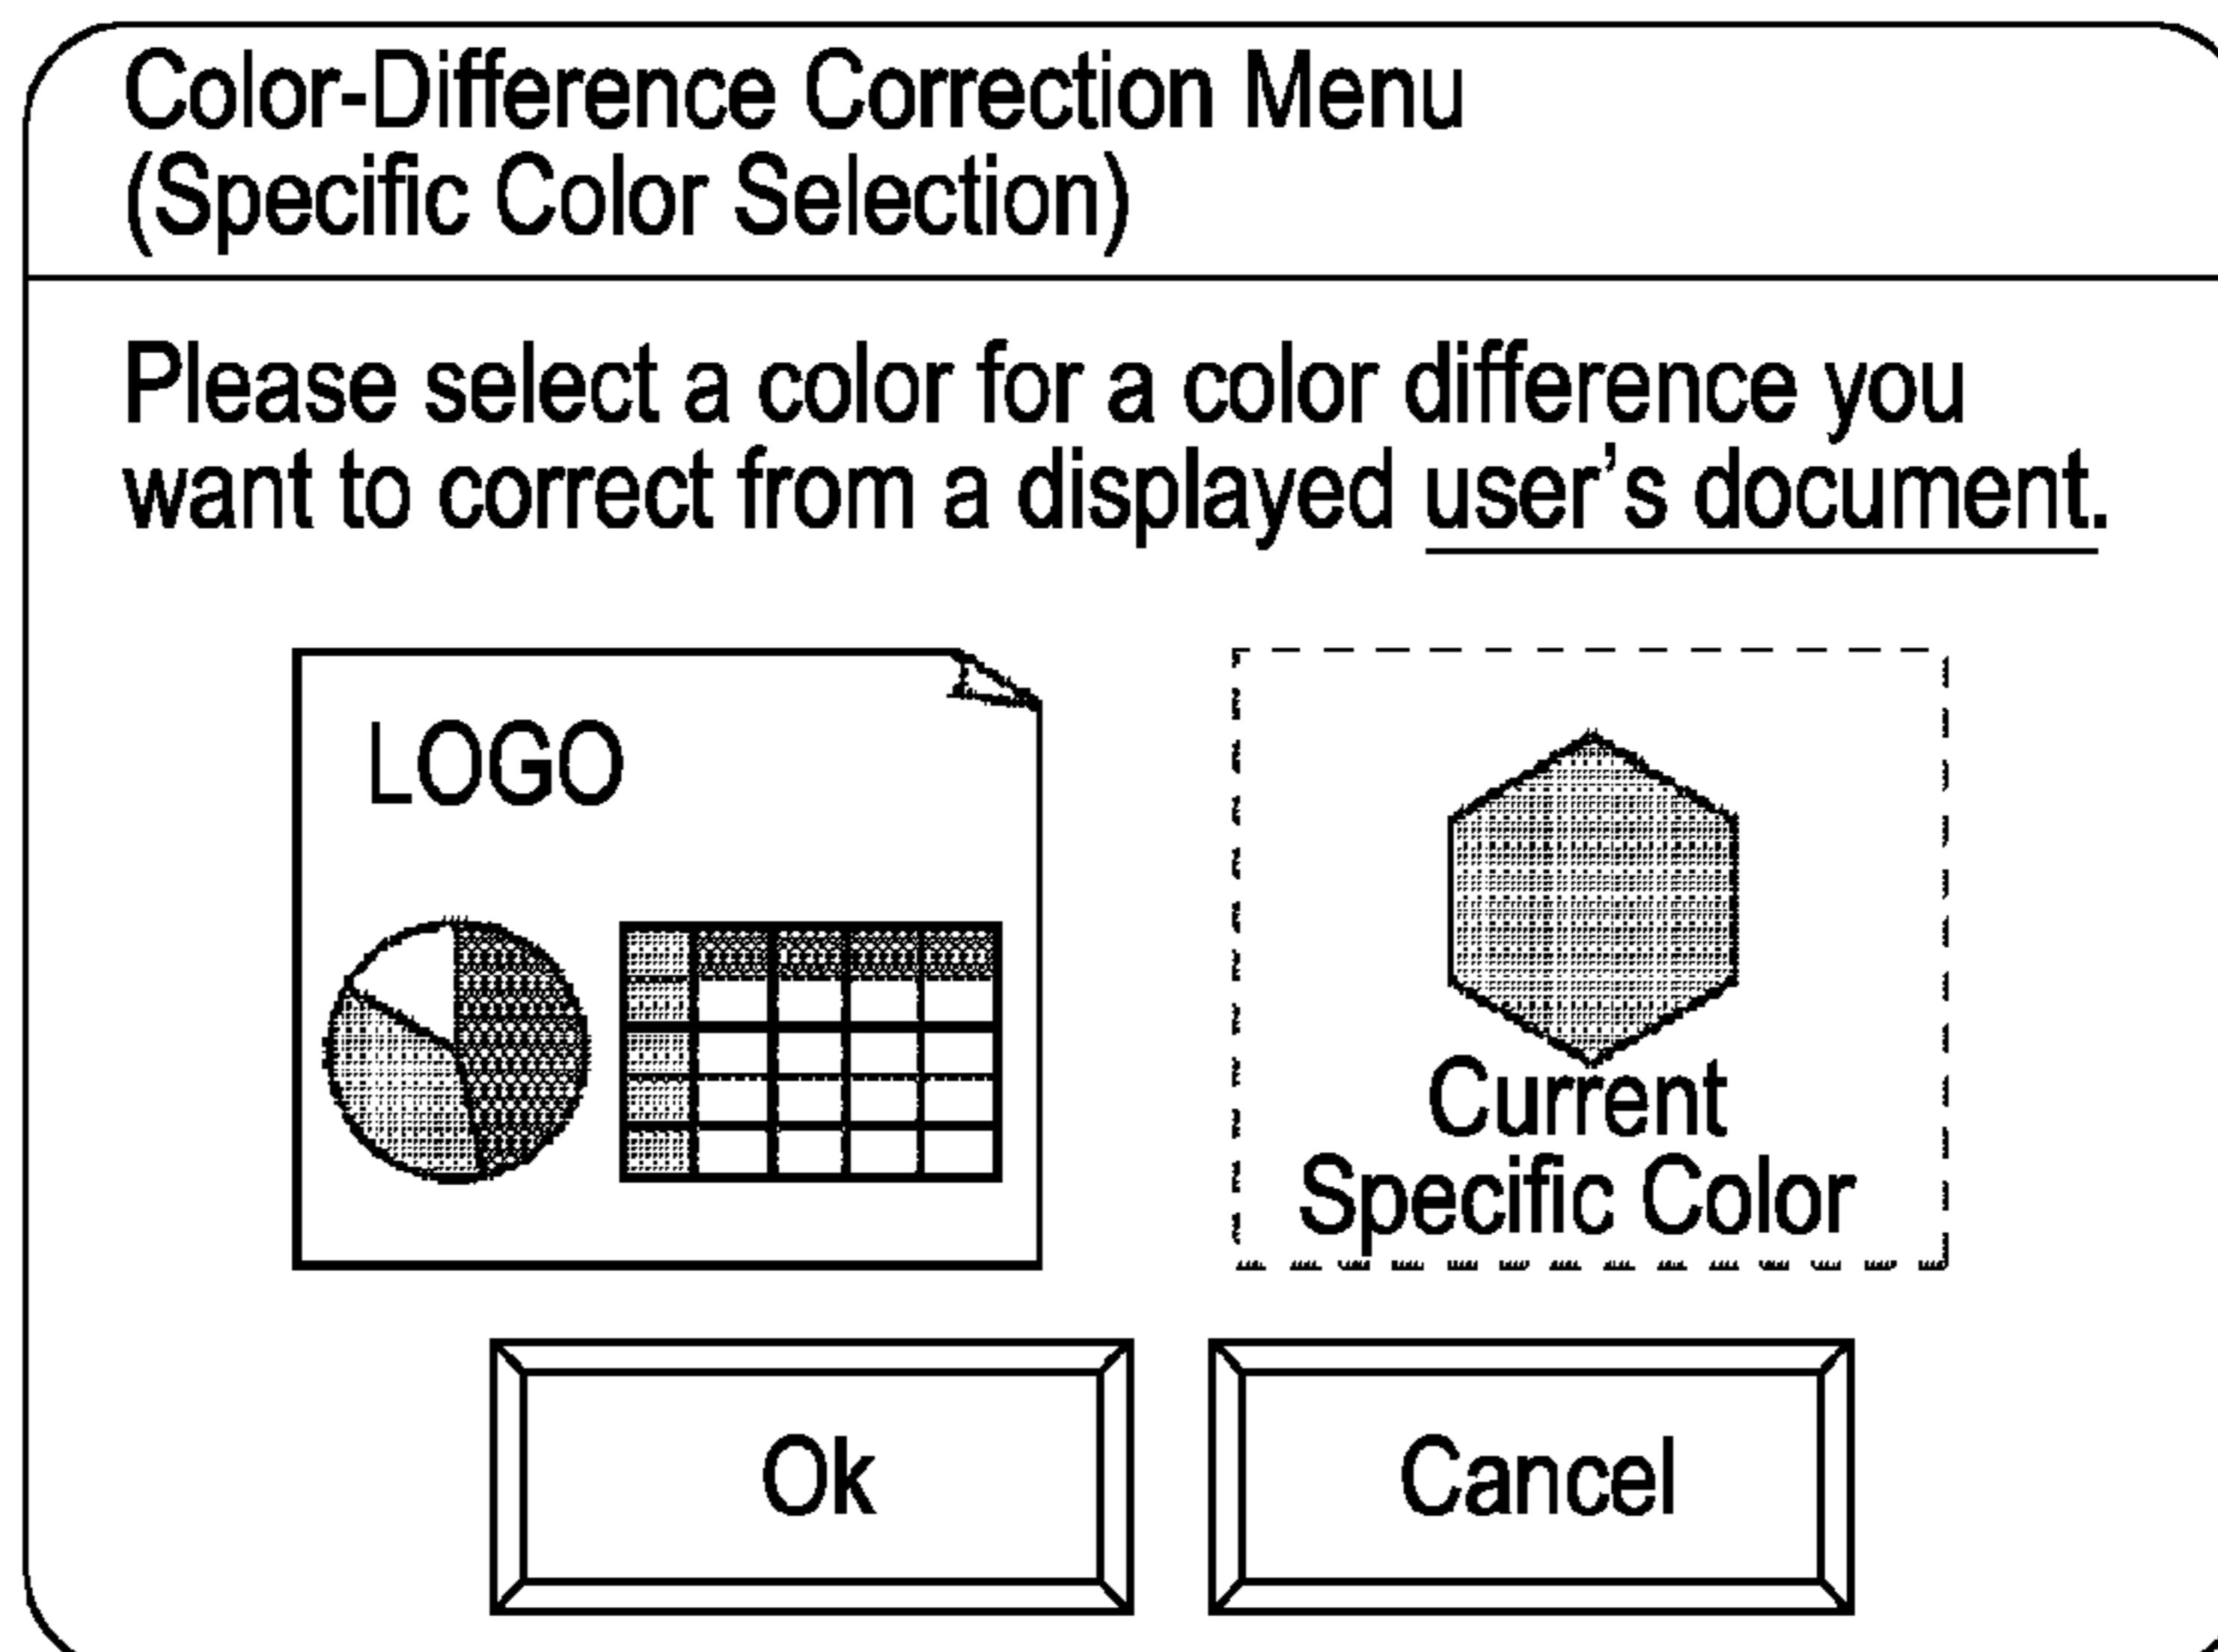 Color-Difference Correction Menu
(Specific Color Selection)
Please select a color for a color difference you
want to correct from a displayed user's document.
LOGO
Current
Specific Color
Ok
Cancel